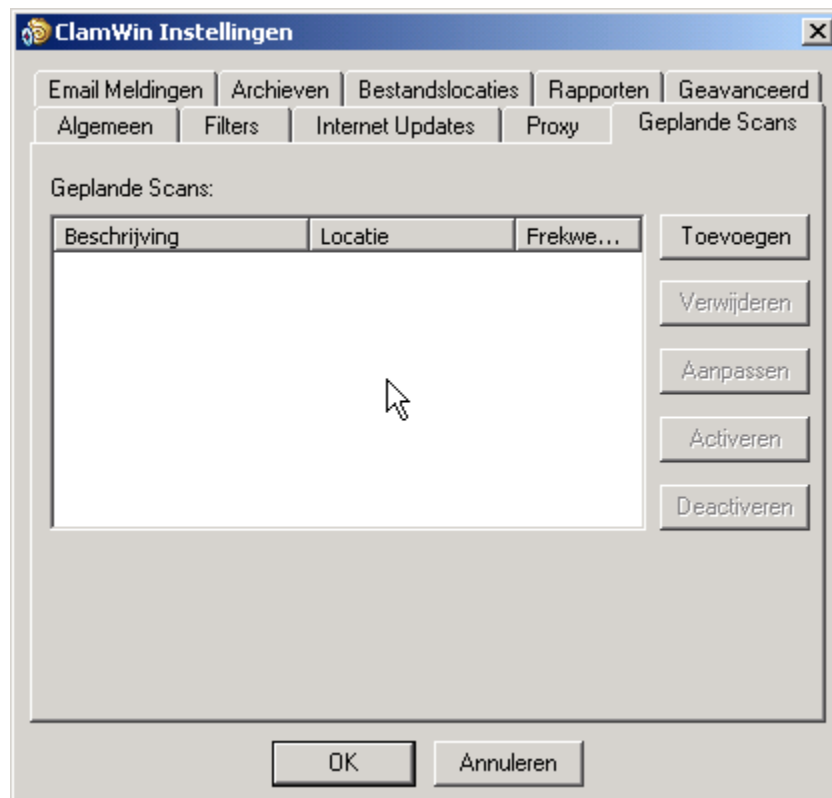 ClamWin Instellingen
Email Meldingen Archieven Bestandslocaties Rapporten Geavanceerd
Algemeen Filters Internet Updates Proxy Geplande Scans
Geplande Scans:
Beschrijving Locatie Frekwe...
Toevoegen
Verwijderen
Aanpassen
Activeren
Deactiveren
OK Annuleren